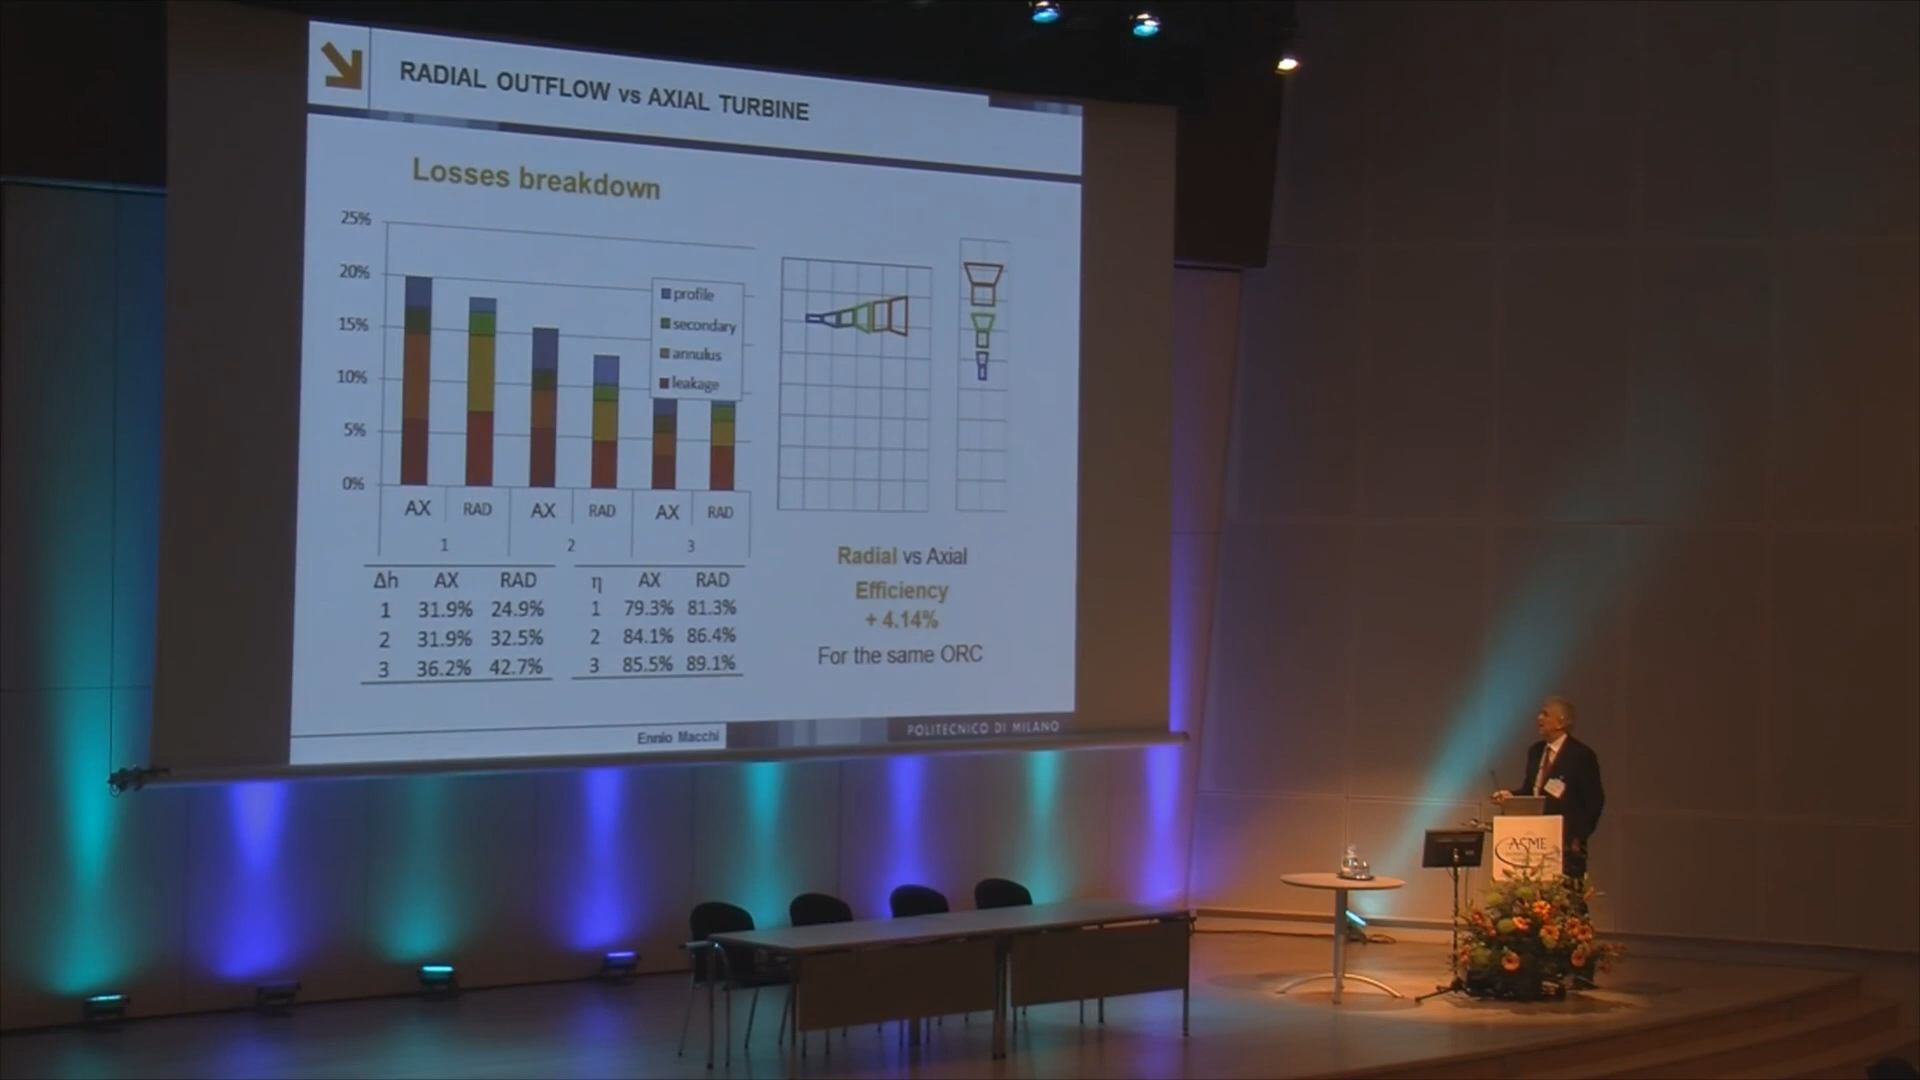 RADIAL OUTFLOW vs AXIAL TURBINE
Losses breakdown
25%
20%
15%
10%
5%
0%
profile
secondary
annulus
leakage
AX RAD AX RAD AX RAD
1 2 3
Δh AX RAD
1 31.9% 24.9%
2 31.9% 32.5%
3 36.2% 42.7%
η AX RAD
1 79.3% 81.3%
2 84.1% 86.4%
3 85.5% 89.1%
Radial vs Axial
Efficiency
+ 4.14%
For the same ORC
Ennio Macchi
POLITECNICO DI MILANO
ASME